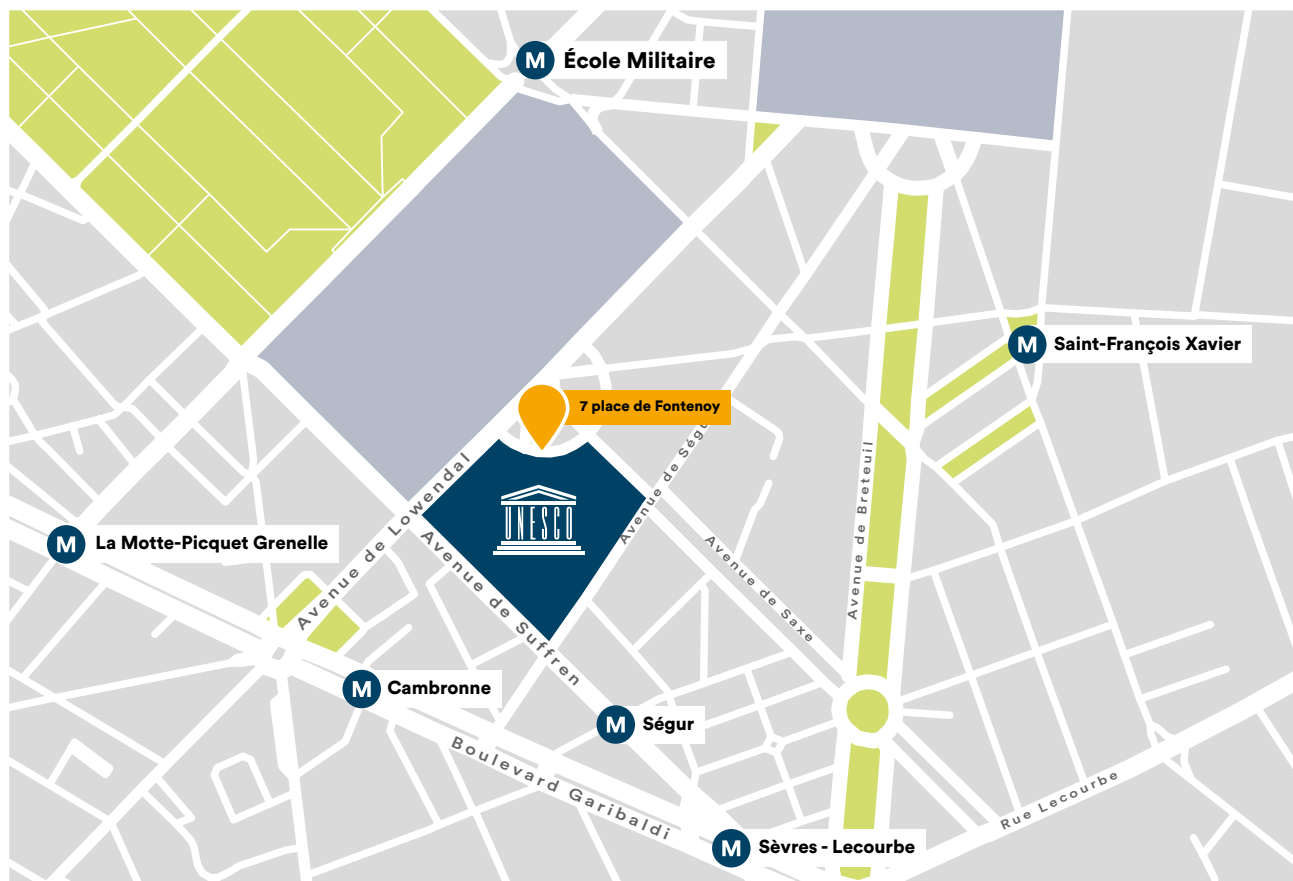 M École Militaire
M Saint-François Xavier
7 place de Fontenoy
Avenue de Ségur
Avenue de Lowendal
Avenue de Breteuil
UNESCO
M La Motte-Picquet Grenelle
Avenue de Suffren
Avenue de Saxe
M Cambronne
M Ségur
Boulevard Garibaldi
Rue Lecourbe
M Sèvres - Lecourbe